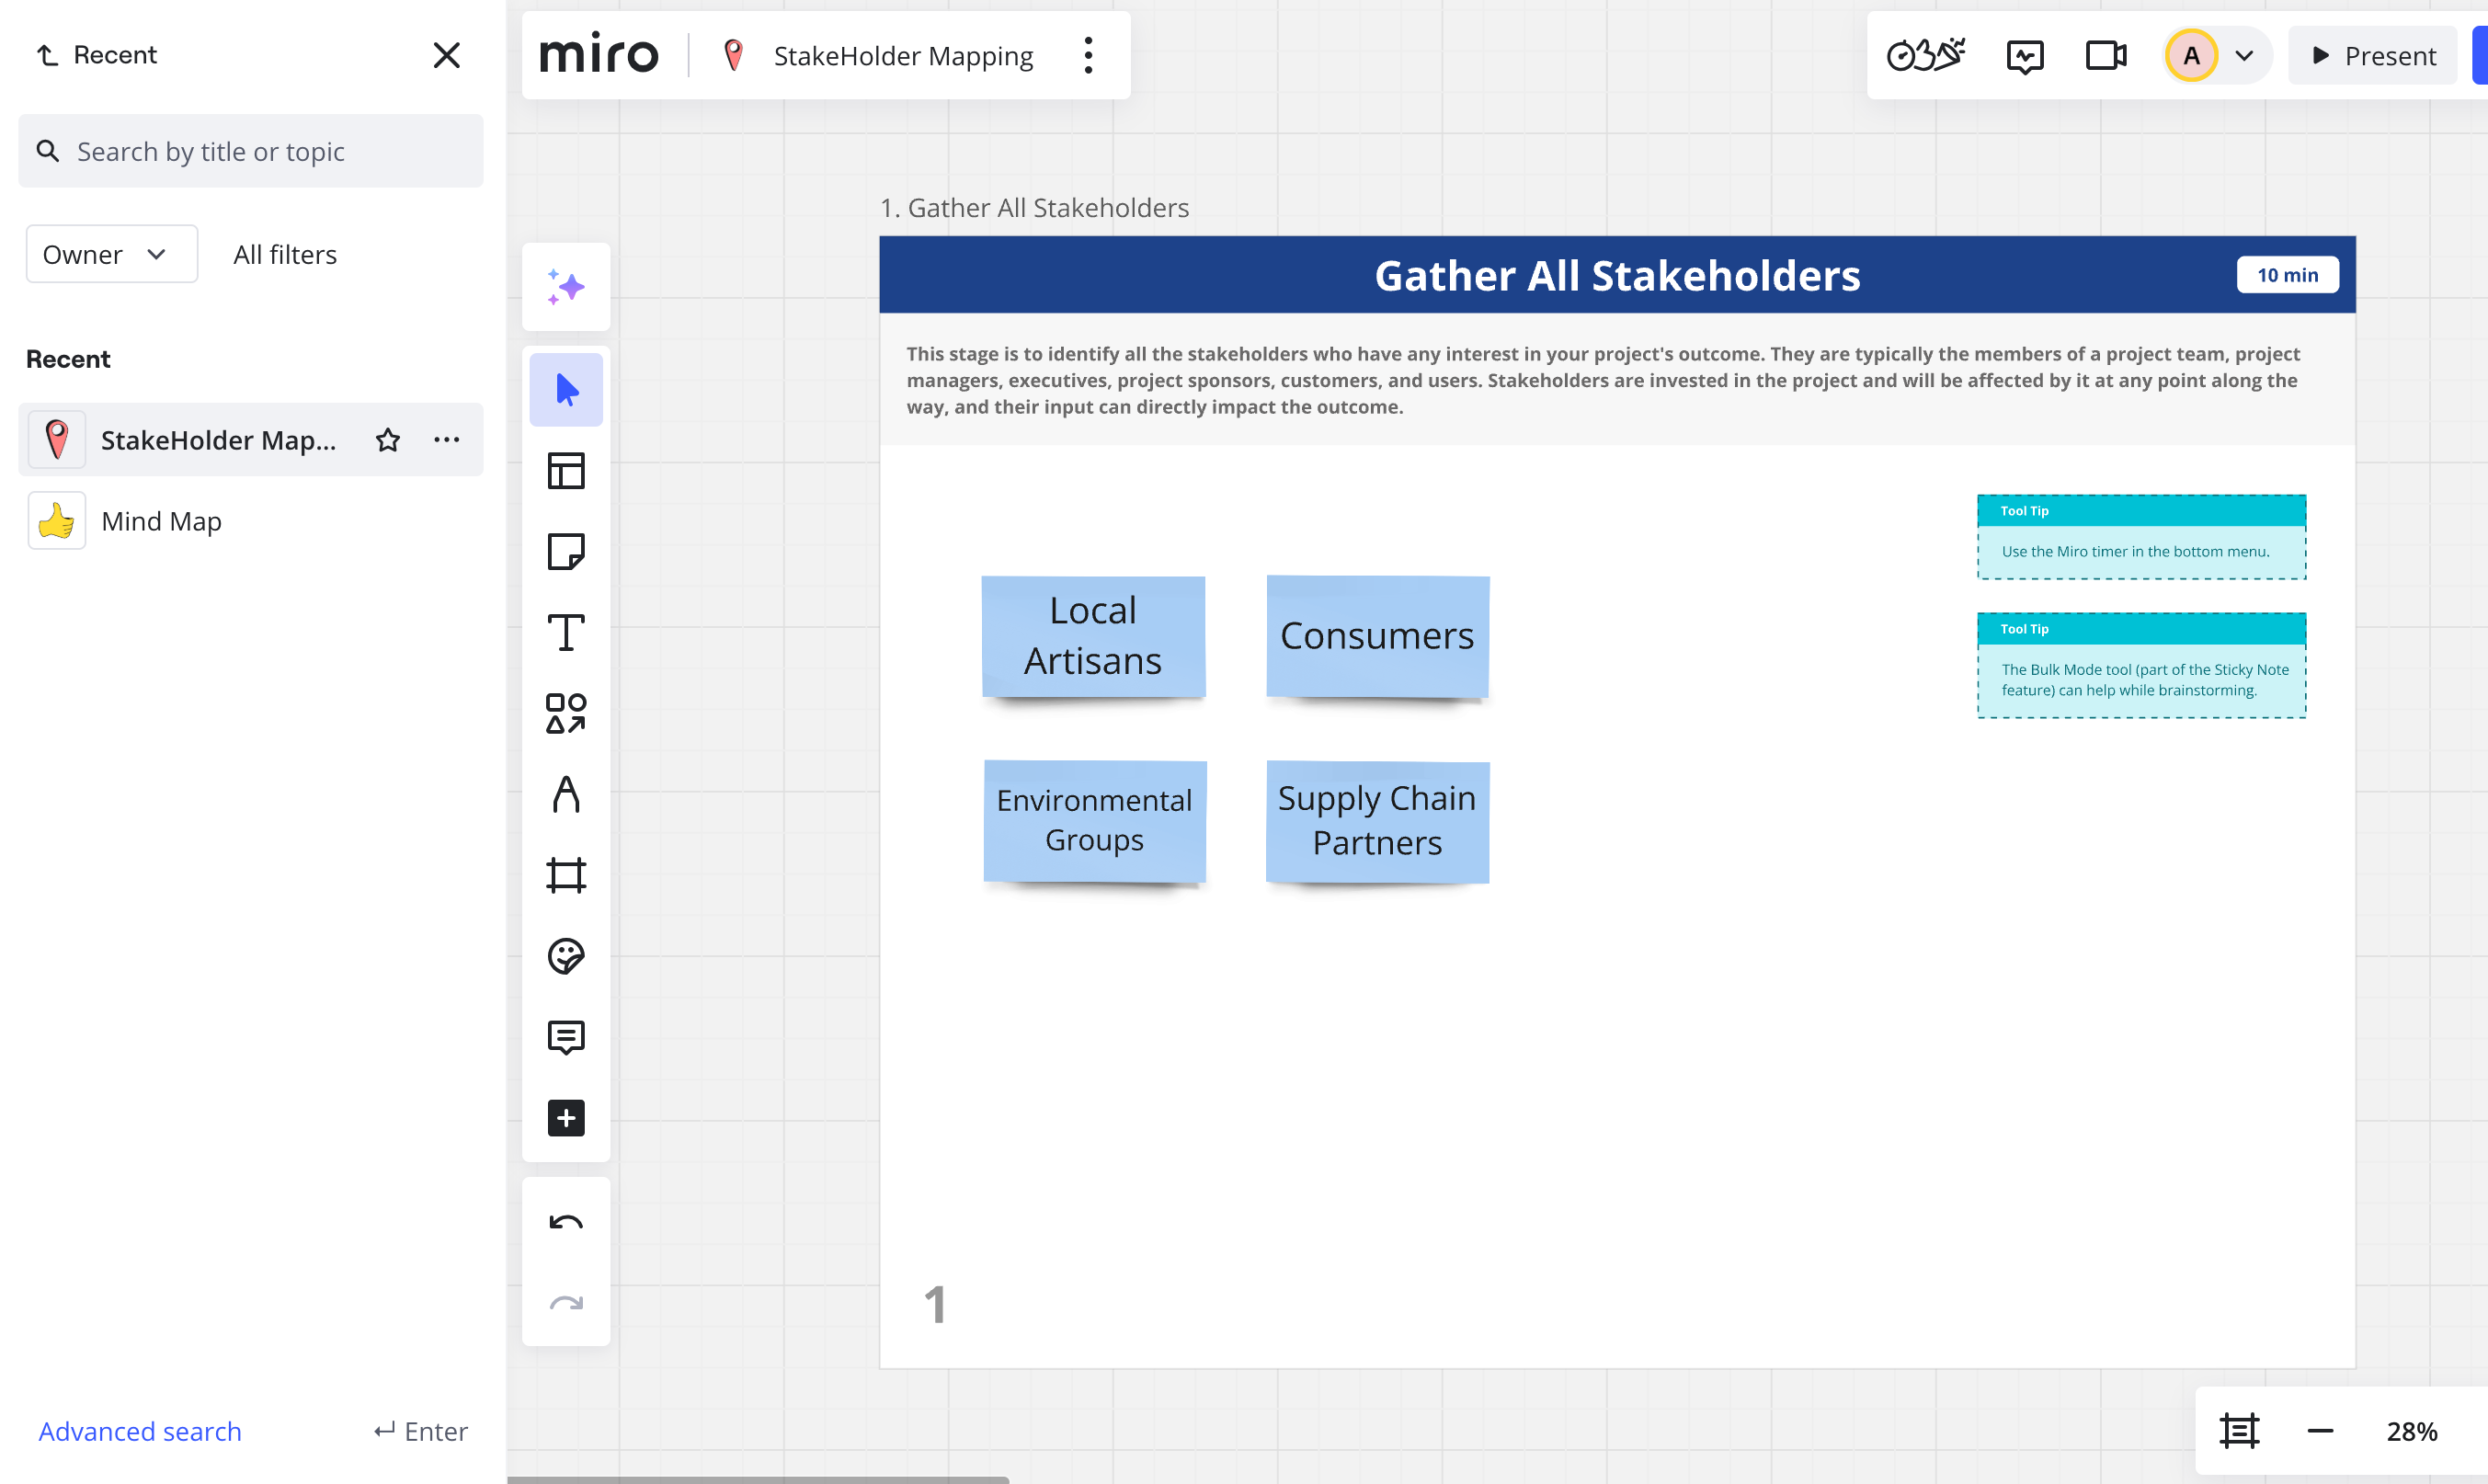 Recent
Search by title or topic
Owner
All filters
Recent
StakeHolder Map...
Mind Map
Advanced search
Enter
miro
StakeHolder Mapping
A
Present
1. Gather All Stakeholders
Gather All Stakeholders
10 min
This stage is to identify all the stakeholders who have any interest in your project's outcome. They are typically the members of a project team, project
managers, executives, project sponsors, customers, and users. Stakeholders are invested in the project and will be affected by it at any point along the
way, and their input can directly impact the outcome.
Tool Tip
Use the Miro timer in the bottom menu.
Tool Tip
The Bulk Mode tool (part of the Sticky Note
feature) can help while brainstorming.
Local
Artisans
Consumers
Environmental
Groups
Supply Chain
Partners
1
28%